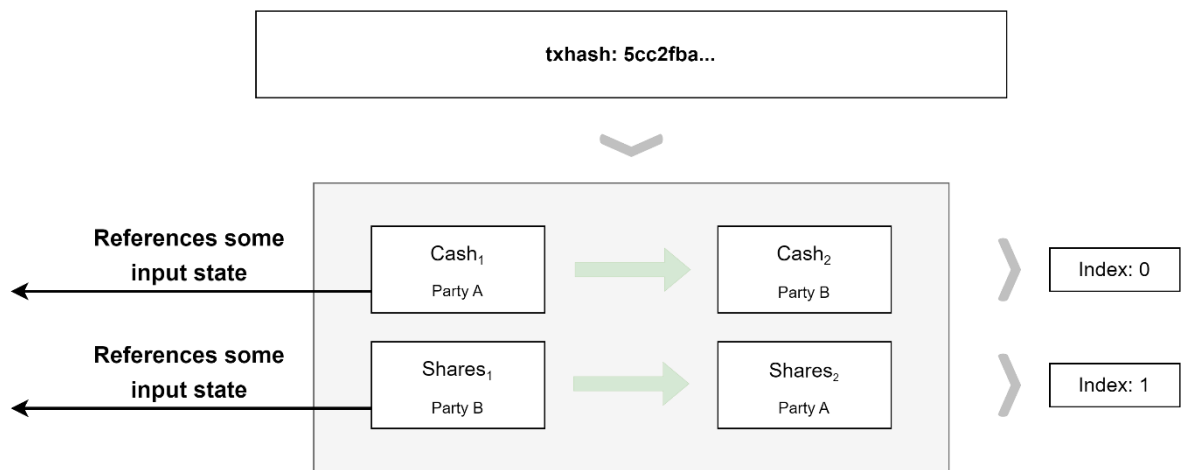 txhash: 5cc2fba...
References some
input state
Cash₁
Party A
Cash₂
Party B
Index: 0
References some
input state
Shares₁
Party B
Shares₂
Party A
Index: 1